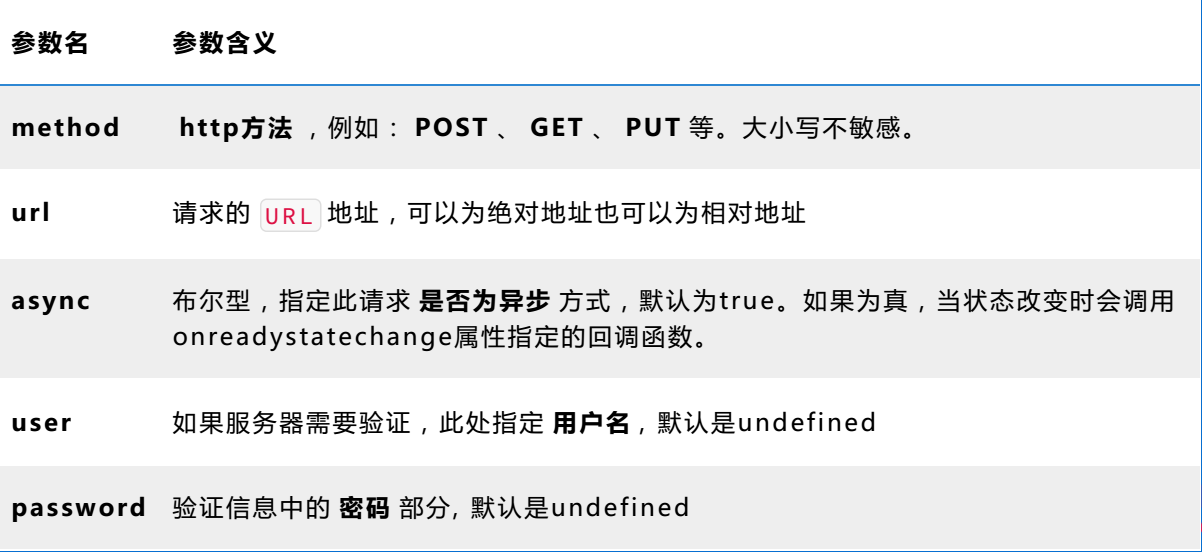 参数名 参数含义
method http方法 ，例如： POST 、 GET 、 PUT 等。大小写不敏感。
url 请求的 URL 地址，可以为绝对地址也可以为相对地址
async 布尔型，指定此请求 是否为异步 方式，默认为true。如果为真，当状态改变时会调用
onreadystatechange属性指定的回调函数。
user 如果服务器需要验证，此处指定 用户名，默认是undefined
password 验证信息中的 密码 部分, 默认是undefined